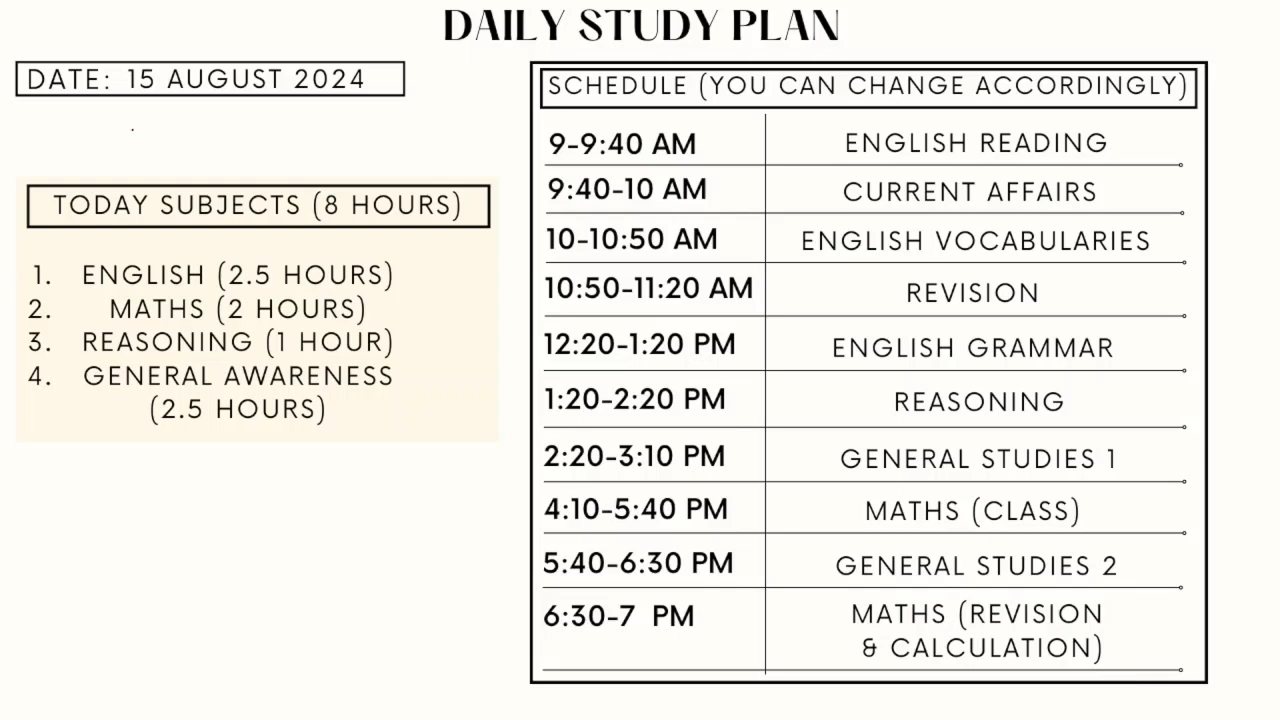 DAILY STUDY PLAN
DATE: 15 AUGUST 2024
TODAY SUBJECTS (8 HOURS)
1. ENGLISH (2.5 HOURS)
2. MATHS (2 HOURS)
3. REASONING (1 HOUR)
4. GENERAL AWARENESS
(2.5 HOURS)
SCHEDULE (YOU CAN CHANGE ACCORDINGLY)
9-9:40 AM ENGLISH READING
9:40-10 AM CURRENT AFFAIRS
10-10:50 AM ENGLISH VOCABULARIES
10:50-11:20 AM REVISION
12:20-1:20 PM ENGLISH GRAMMAR
1:20-2:20 PM REASONING
2:20-3:10 PM GENERAL STUDIES 1
4:10-5:40 PM MATHS (CLASS)
5:40-6:30 PM GENERAL STUDIES 2
6:30-7 PM MATHS (REVISION
& CALCULATION)